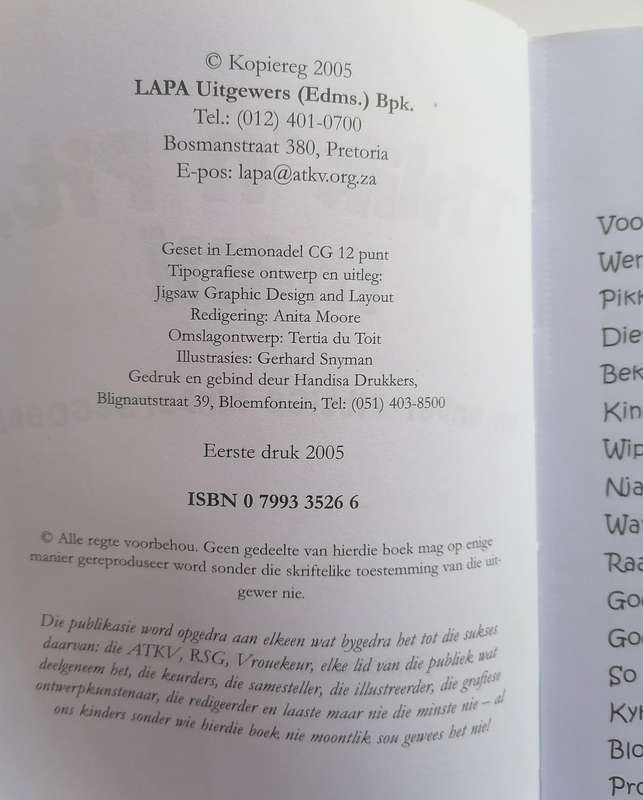 © Kopiereg 2005
LAPA Uitgewers (Edms.) Bpk.
Tel.: (012) 401-0700
Bosmanstraat 380, Pretoria
E-pos: lapa@atkv.org.za
Geset in Lemonadel CG 12 punt
Tipografiese ontwerp en uitleg:
Jigsaw Graphic Design and Layout
Redigering: Anita Moore
Omslagontwerp: Tertia du Toit
Illustrasies: Gerhard Snyman
Gedruk en gebind deur Handisa Drukkers,
Blignautstraat 39, Bloemfontein, Tel: (051) 403-8500
Eerste druk 2005
ISBN 0 7993 3526 6
© Alle regte voorbehou. Geen gedeelte van hierdie boek mag op enige
manier gereproduseer word sonder die skriftelike toestemming van die uit-
gewer nie.
Die publikasie word opgedra aan elkeen wat bygedra het tot die sukses
daarvan: die ATKV, RSG, Vrouekeur, elke lid van die publiek wat
deelgeneem het, die keurders, die samesteller, die illustreerder, die grafiese
ontwerpkunstenaar, die redigeerder en laaste maar nie die minste nie – al
ons kinders sonder wie hierdie boek nie moontlik sou gewees het nie!
Voo
Wer
Pikk
Die
Bek
Kin
Wip
Nja
Wa
Raa
Goe
Goe
So
Kyk
Blo
Pro